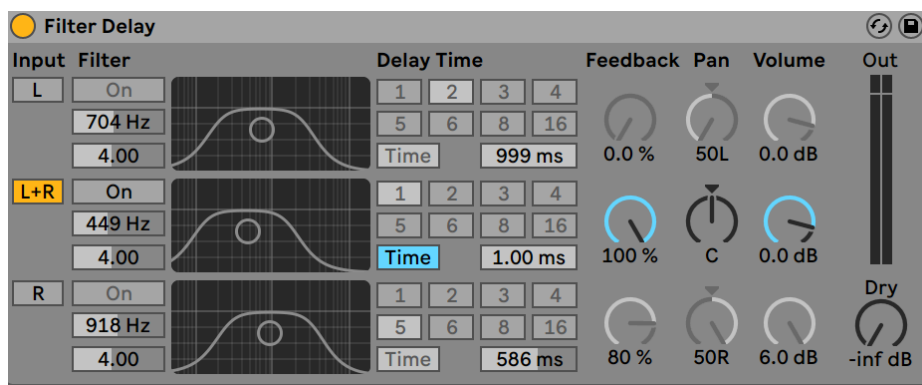 Filter Delay
Input Filter Delay Time Feedback Pan Volume Out
L On 1 2 3 4
704 Hz 5 6 8 16
4.00 Time 999 ms 0.0 % 50L 0.0 dB
L+R On 1 2 3 4
449 Hz 5 6 8 16
4.00 Time 1.00 ms 100 % C 0.0 dB
R On 1 2 3 4 Dry
918 Hz 5 6 8 16
4.00 Time 586 ms 80 % 50R 6.0 dB -inf dB